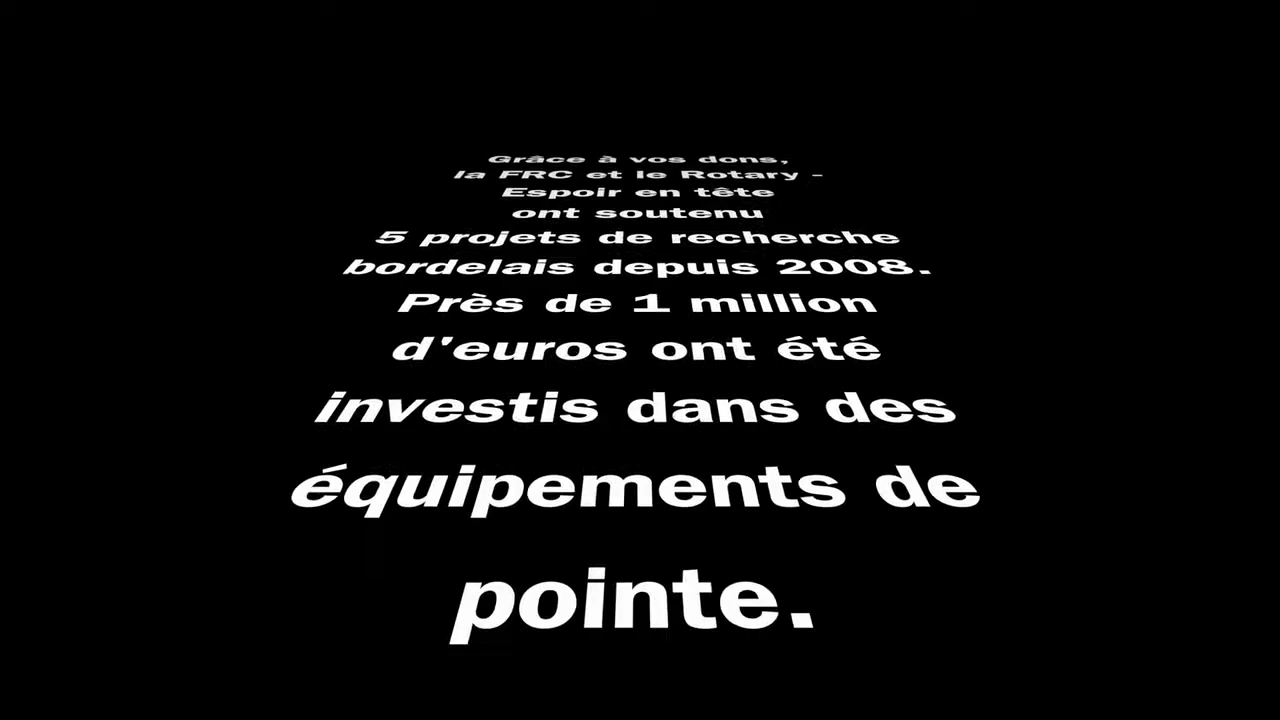 Grâce à vos dons,
la FRC et le Rotary -
Espoir en tête
ont soutenu
5 projets de recherche
bordelais depuis 2008.
Près de 1 million
d'euros ont été
investis dans des
équipements de
pointe.